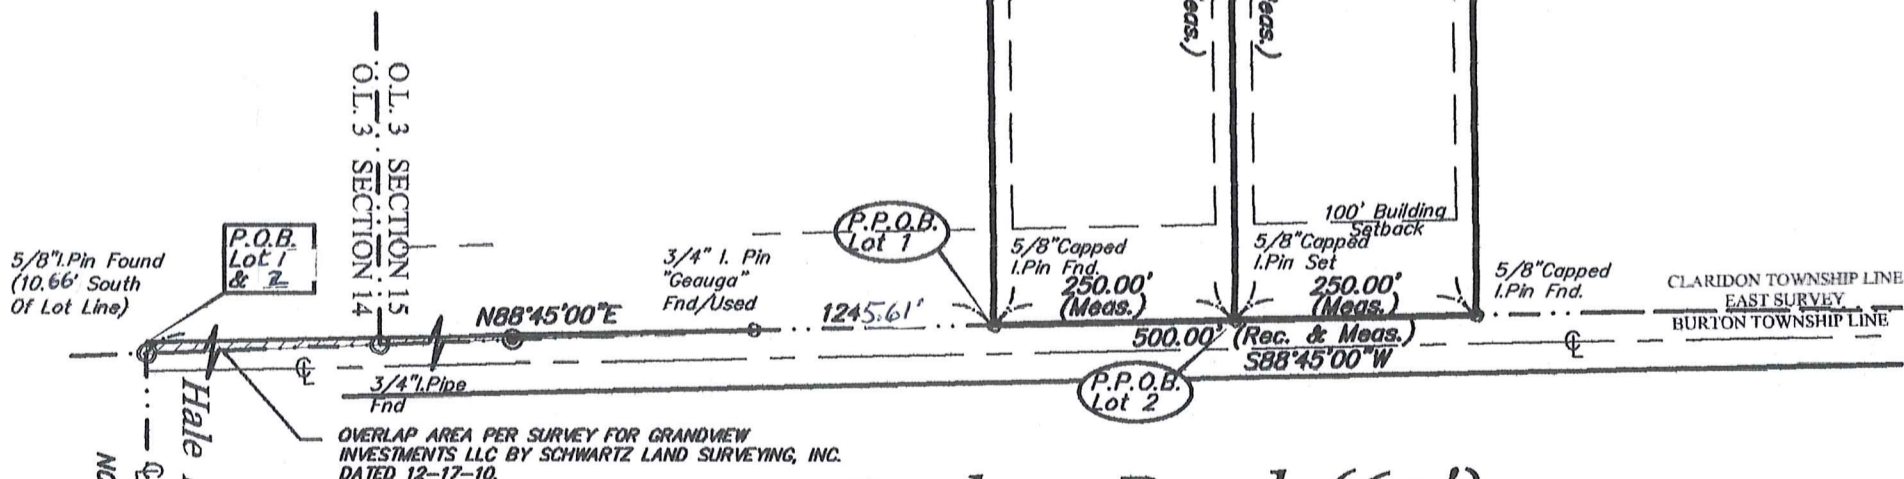 eas.)
eas.)
O.L. 3 SECTION 15
O.L. 3 SECTION 14
P.O.B.
Lot 1
& 2
5/8"I.Pin Found
(10.66' South
Of Lot Line)
P.P.O.B.
Lot 1
3/4" I. Pin
"Geauga"
Fnd/Used
5/8"Capped
I.Pin Fnd.
250.00'
(Meas.)
100' Building
Setback
5/8"Capped
I.Pin Set
250.00'
(Meas.)
5/8"Capped
I.Pin Fnd.
CLARIDON TOWNSHIP LINE
EAST SURVEY
BURTON TOWNSHIP LINE
N88°45'00"E
1245.61'
500.00' (Rec. & Meas.)
S88°45'00"W
3/4"I.Pipe
Fnd
P.P.O.B.
Lot 2
Hale
OVERLAP AREA PER SURVEY FOR GRANDVIEW
INVESTMENTS LLC BY SCHWARTZ LAND SURVEYING, INC.
DATED 12-17-10.